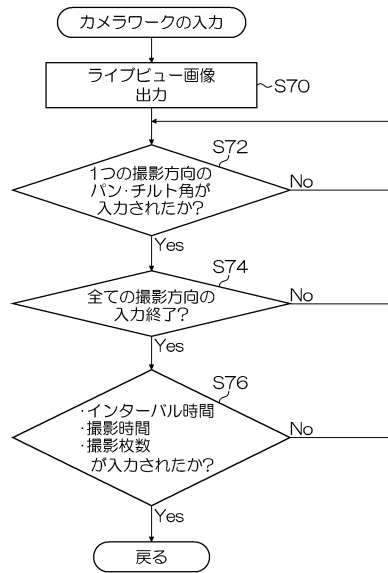 カメラワークの入力
ライブビュー画像
出力
S70
S72
1つの撮影方向の
パン・チルト角が
入力されたか?
No
Yes
S74
全ての撮影方向の
入力終了?
No
Yes
S76
・インターバル時間
・撮影時間
・撮影枚数
が入力されたか?
No
Yes
戻る